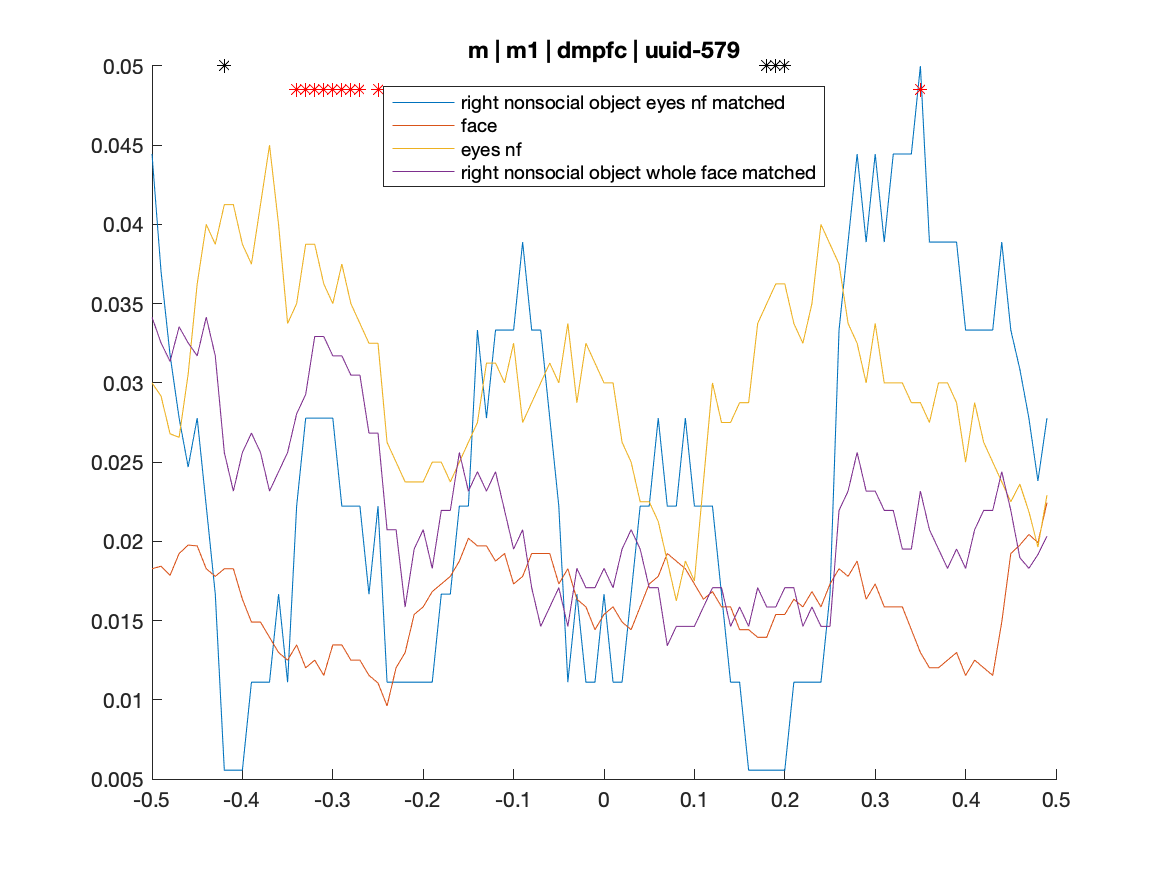 m | m1 | dmpfc | uuid-579
right nonsocial object eyes nf matched
face
eyes nf
right nonsocial object whole face matched
0.05
0.045
0.04
0.035
0.03
0.025
0.02
0.015
0.01
0.005
-0.5 -0.4 -0.3 -0.2 -0.1 0 0.1 0.2 0.3 0.4 0.5